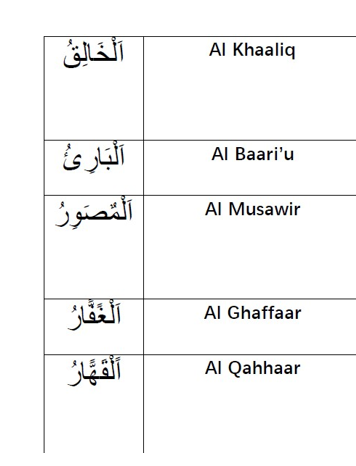 اَلْخَالِقُ Al Khaaliq
اَلْبَارِئُ Al Baari’u
اَلْمٌصَوِرُ Al Musawir
اَلْغًفَّارُ Al Ghaffaar
اَلْقَهًّارُ Al Qahhaar